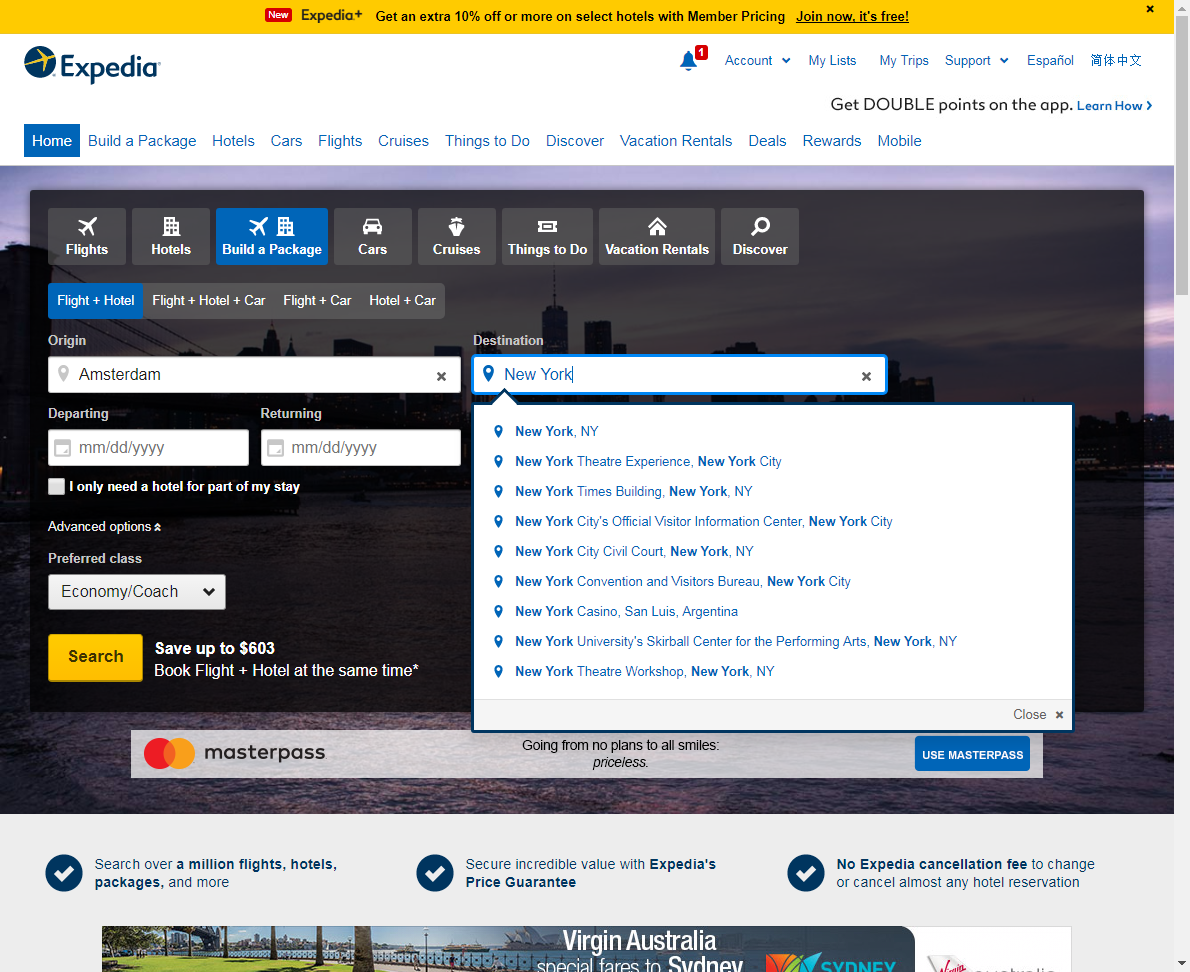 New Expedia+ Get an extra 10% off or more on select hotels with Member Pricing Join now, it's free!
Expedia
1 Account My Lists My Trips Support Español 简体中文
Get DOUBLE points on the app. Learn How
Home Build a Package Hotels Cars Flights Cruises Things to Do Discover Vacation Rentals Deals Rewards Mobile
Flights Hotels Build a Package Cars Cruises Things to Do Vacation Rentals Discover
Flight + Hotel Flight + Hotel + Car Flight + Car Hotel + Car
Origin Destination
Amsterdam New York
Departing Returning
mm/dd/yyyy mm/dd/yyyy
I only need a hotel for part of my stay
Advanced options
Preferred class
Economy/Coach
Search Save up to $603
Book Flight + Hotel at the same time*
New York, NY
New York Theatre Experience, New York City
New York Times Building, New York, NY
New York City's Official Visitor Information Center, New York City
New York City Civil Court, New York, NY
New York Convention and Visitors Bureau, New York City
New York Casino, San Luis, Argentina
New York University's Skirball Center for the Performing Arts, New York, NY
New York Theatre Workshop, New York, NY
Close
masterpass Going from no plans to all smiles:
priceless. USE MASTERPASS
Search over a million flights, hotels,
packages, and more
Secure incredible value with Expedia's
Price Guarantee
No Expedia cancellation fee to change
or cancel almost any hotel reservation
Virgin Australia
special fares to Sydney
SYDNEY
australia